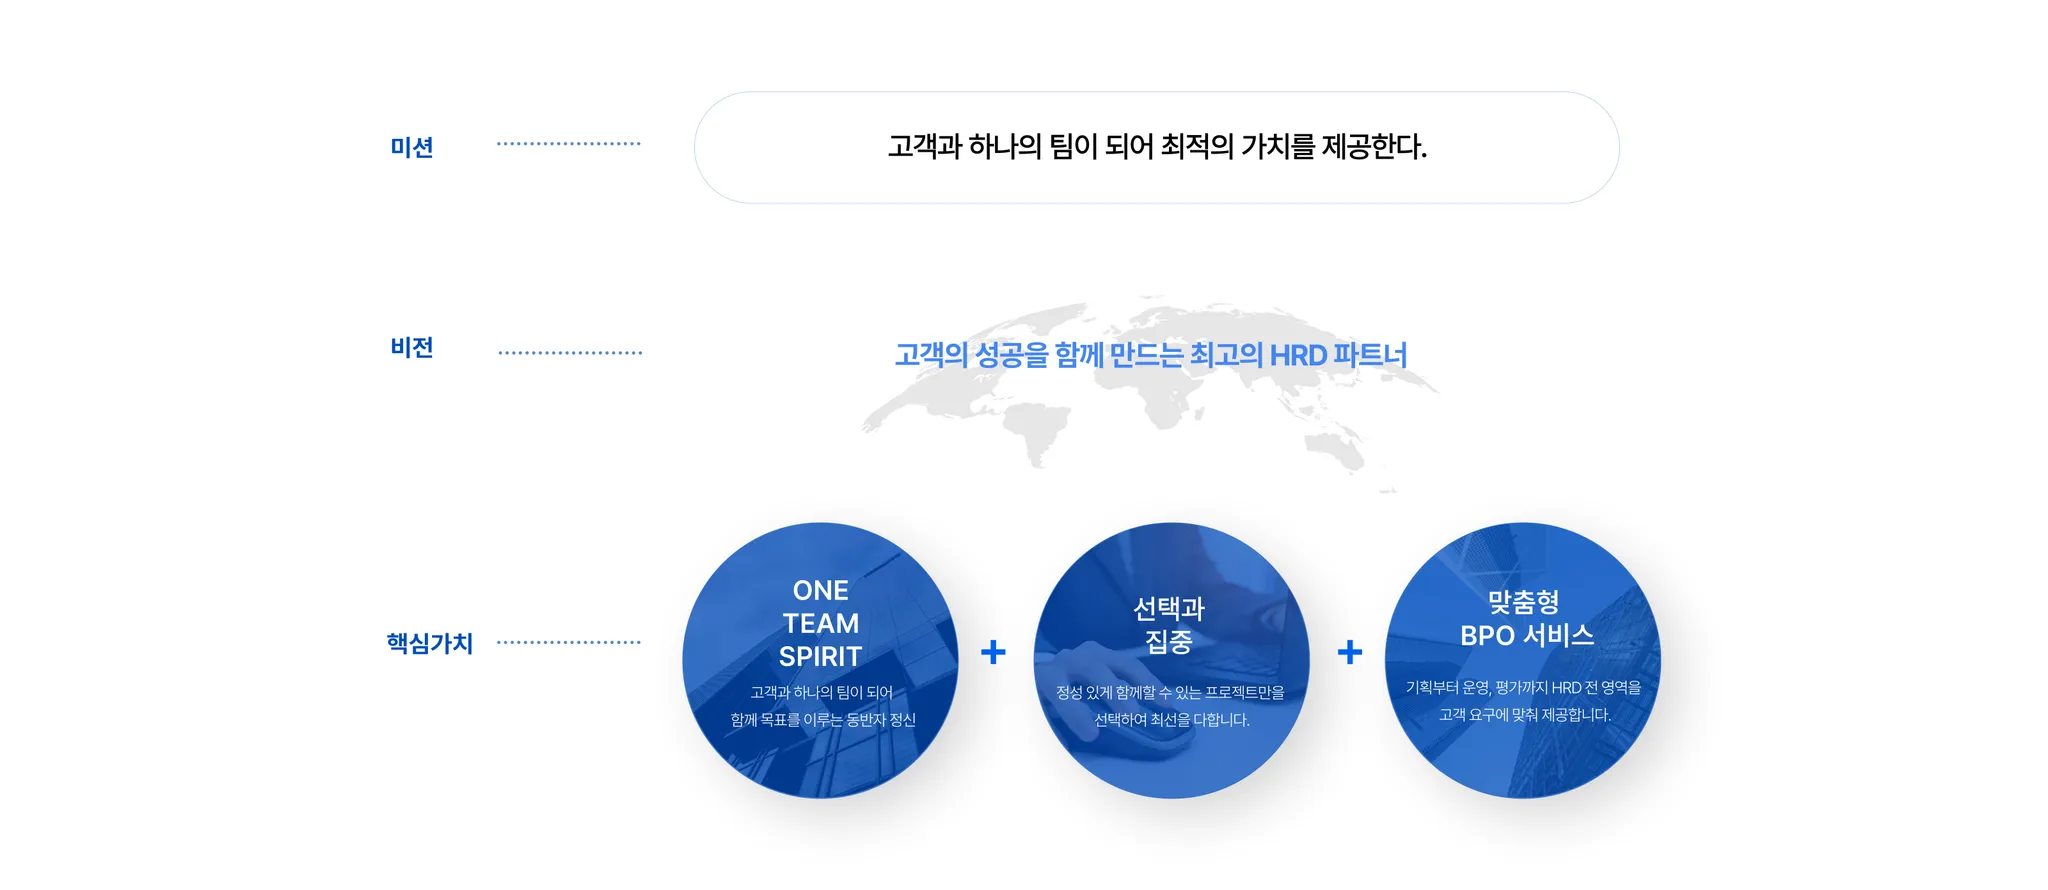 미션
고객과 하나의 팀이 되어 최적의 가치를 제공한다.
비전
고객의 성공을 함께 만드는 최고의 HRD 파트너
핵심가치
ONE
TEAM
SPIRIT
고객과 하나의 팀이 되어
함께 목표를 이루는 동반자 정신
+
선택과
집중
정성 있게 함께할 수 있는 프로젝트만을
선택하여 최선을 다합니다.
+
맞춤형
BPO 서비스
기획부터 운영, 평가까지 HRD 전 영역을
고객 요구에 맞춰 제공합니다.